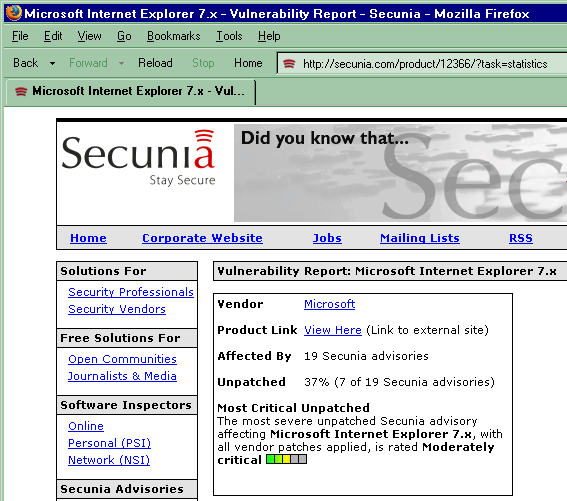 Microsoft Internet Explorer 7.x - Vulnerability Report - Secunia - Mozilla Firefox
File Edit View Go Bookmarks Tools Help
Back Forward Reload Stop Home http://secunia.com/product/12366/?task=statistics
Microsoft Internet Explorer 7.x - Vul...
Secunia
Stay Secure
Did you know that...
Sec
Home Corporate Website Jobs Mailing Lists RSS
Solutions For
Security Professionals
Security Vendors
Free Solutions For
Open Communities
Journalists & Media
Software Inspectors
Online
Personal (PSI)
Network (NSI)
Secunia Advisories
Vulnerability Report: Microsoft Internet Explorer 7.x
Vendor Microsoft
Product Link View Here (Link to external site)
Affected By 19 Secunia advisories
Unpatched 37% (7 of 19 Secunia advisories)
Most Critical Unpatched
The most severe unpatched Secunia advisory
affecting Microsoft Internet Explorer 7.x, with
all vendor patches applied, is rated Moderately
critical